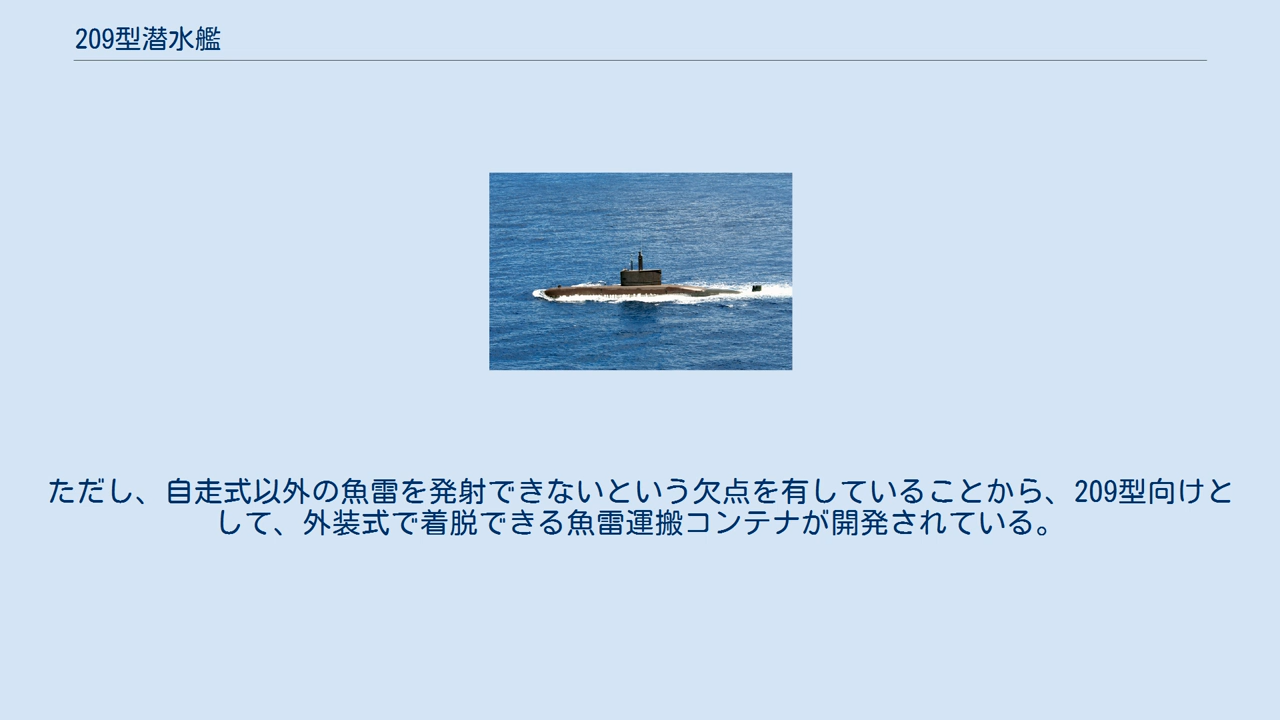 209型潜水艦
ただし、自走式以外の魚雷を発射できないという欠点を有していることから、209型向けと
して、外装式で着脱できる魚雷運搬コンテナが開発されている。